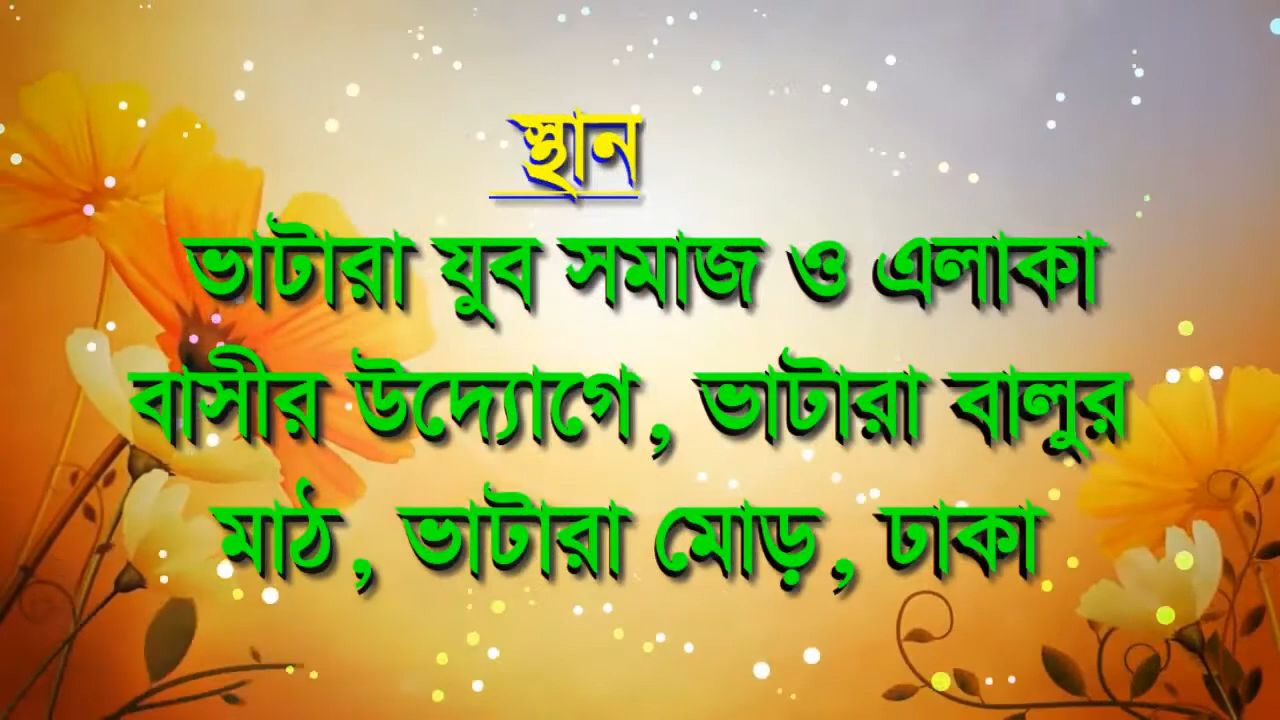 স্থান
ভাটারা যুব সমাজ ও এলাকা
বাসীর উদ্যোগে, ভাটারা বালুর
মাঠ, ভাটারা মোড়, ঢাকা